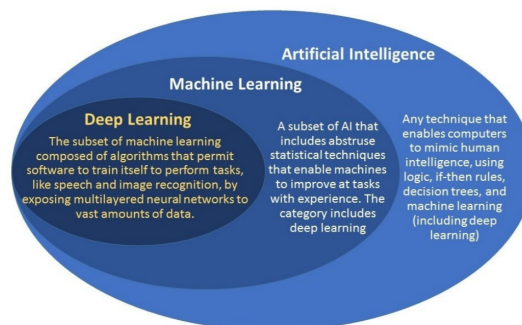 Artificial Intelligence
Machine Learning
Deep Learning
The subset of machine learning
composed of algorithms that permit
software to train itself to perform tasks,
like speech and image recognition, by
exposing multilayered neural networks to
vast amounts of data.
A subset of AI that
includes abstruse
statistical techniques
that enable machines
to improve at tasks
with experience. The
category includes
deep learning
Any technique that
enables computers
to mimic human
intelligence, using
logic, if-then rules,
decision trees, and
machine learning
(including deep
learning)